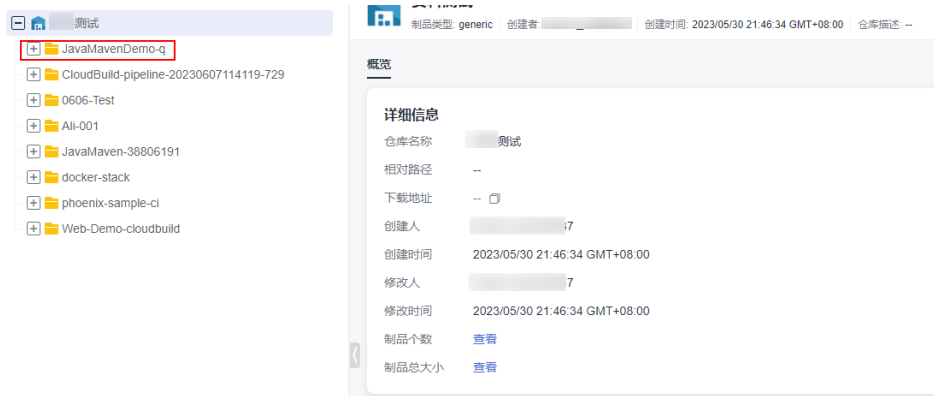 测试
JavaMavenDemo-q
CloudBuild-pipeline-20230607114119-729
0606-Test
Ali-001
JavaMaven-38806191
docker-stack
phoenix-sample-ci
Web-Demo-cloudbuild
制品类型: generic 创建者: 创建时间: 2023/05/30 21:46:34 GMT+08:00 仓库描述: --
概览
详细信息
仓库名称 测试
相对路径 --
下载地址 --
创建人 7
创建时间 2023/05/30 21:46:34 GMT+08:00
修改人 7
修改时间 2023/05/30 21:46:34 GMT+08:00
制品个数 查看
制品总大小 查看